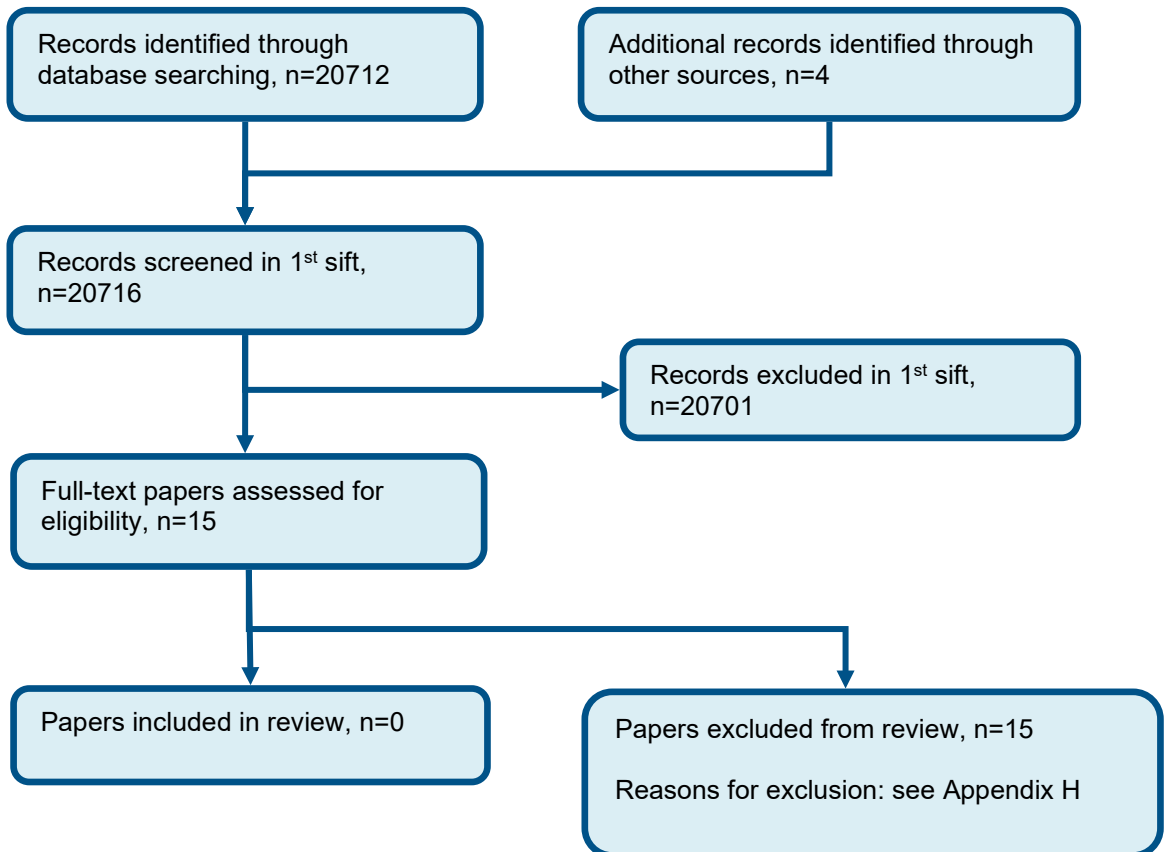 Records identified through
database searching, n=20712
Additional records identified through
other sources, n=4
Records screened in 1st sift,
n=20716
Records excluded in 1st sift,
n=20701
Full-text papers assessed for
eligibility, n=15
Papers included in review, n=0
Papers excluded from review, n=15
Reasons for exclusion: see Appendix H